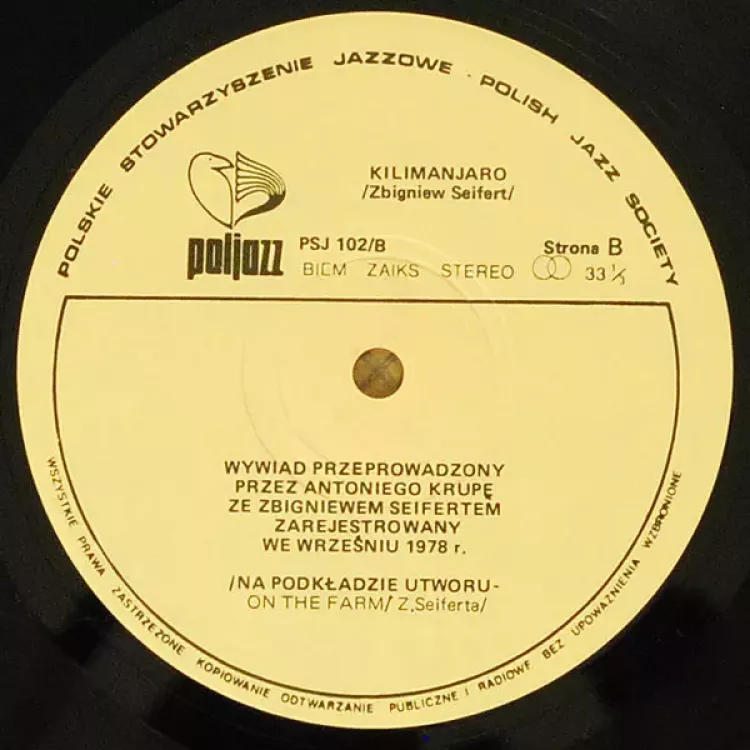 POLSKIE STOWARZYSZENIE JAZZOWE · POLISH JAZZ SOCIETY
KILIMANJARO
/Zbigniew Seifert/
poljazz
PSJ 102/B
Strona B
BIEM ZAIKS STEREO
33 1/3
WYWIAD PRZEPROWADZONY
PRZEZ ANTONIEGO KRUPĘ
ZE ZBIGNIEWEM SEIFERTEM
ZAREJESTROWANY
WE WRZEŚNIU 1978 r.
/NA PODKŁADZIE UTWORU-
ON THE FARM/ Z.Seiferta/
WSZYSTKIE PRAWA ZASTRZEŻONE KOPIOWANIE ODTWARZANIE PUBLICZNE I RADIOWE BEZ UPOWAŻNIENIA WZBRONIONE